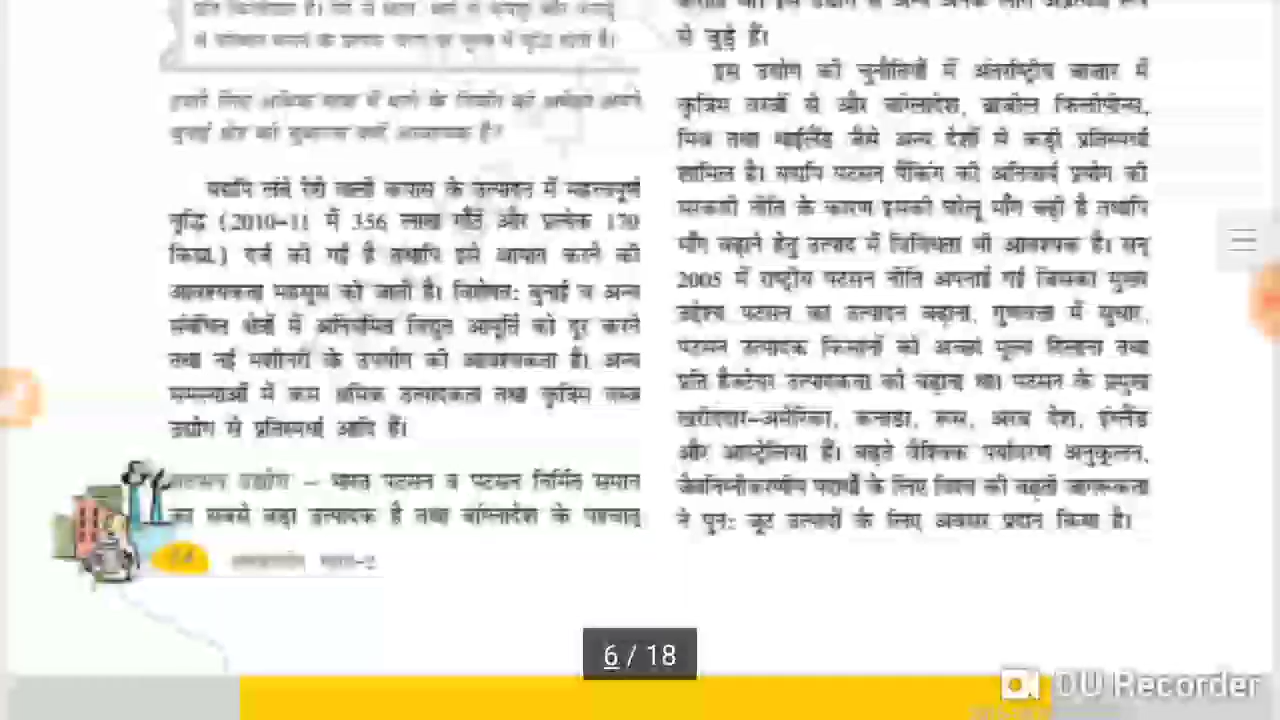 से जुड़े हैं।
इस उद्योग की चुनौतियों में अंतर्राष्ट्रीय बाजार में
कृत्रिम वस्त्रों से और बांग्लादेश, ब्राजील फिलीपीन्स,
मिस्र तथा थाईलैंड जैसे अन्य देशों से कड़ी प्रतिस्पर्धा
शामिल है। यद्यपि पटसन पैकिंग की अनिवार्य प्रयोग की
सरकारी नीति के कारण इसकी घरेलू माँग बढ़ी है तथापि
माँग बढ़ाने हेतु उत्पाद में विविधता भी आवश्यक है। सन्
2005 में राष्ट्रीय पटसन नीति अपनाई गई जिसका मुख्य
उद्देश्य पटसन का उत्पादन बढ़ाना, गुणवत्ता में सुधार,
पटसन उत्पादक किसानों को अच्छा मूल्य दिलाना तथा
प्रति हैक्टेयर उत्पादकता को बढ़ाना था। पटसन के प्रमुख
खरीददार-अमेरिका, कनाडा, रूस, अरब देश, इंग्लैंड
और आस्ट्रेलिया हैं। बढ़ते वैश्विक पर्यावरण अनुकूलन,
जैवनिम्नीकरणीय पदार्थों के लिए विश्व की बढ़ती जागरूकता
ने पुन: जूट उत्पादों के लिए अवसर प्रदान किया है।
यद्यपि लंबे रेशे वाली कपास के उत्पादन में महत्त्वपूर्ण
वृद्धि (2010-11 में 356 लाख गाँठें और प्रत्येक 170
किग्रा.) दर्ज की गई है तथापि इसे आयात करने की
आवश्यकता महसूस की जाती है। विशेषत: बुनाई व अन्य
संबंधित क्षेत्रों में अनियमित विद्युत आपूर्ति को दूर करने
तथा नई मशीनरी के उपयोग की आवश्यकता है। अन्य
समस्याओं में कम श्रमिक उत्पादकता तथा कृत्रिम वस्त्र
उद्योग से प्रतिस्पर्धा आदि हैं।
पटसन उद्योग – भारत पटसन व पटसन निर्मित समान
का सबसे बड़ा उत्पादक है तथा बांग्लादेश के पश्चात्
6 / 18
DU Recorder